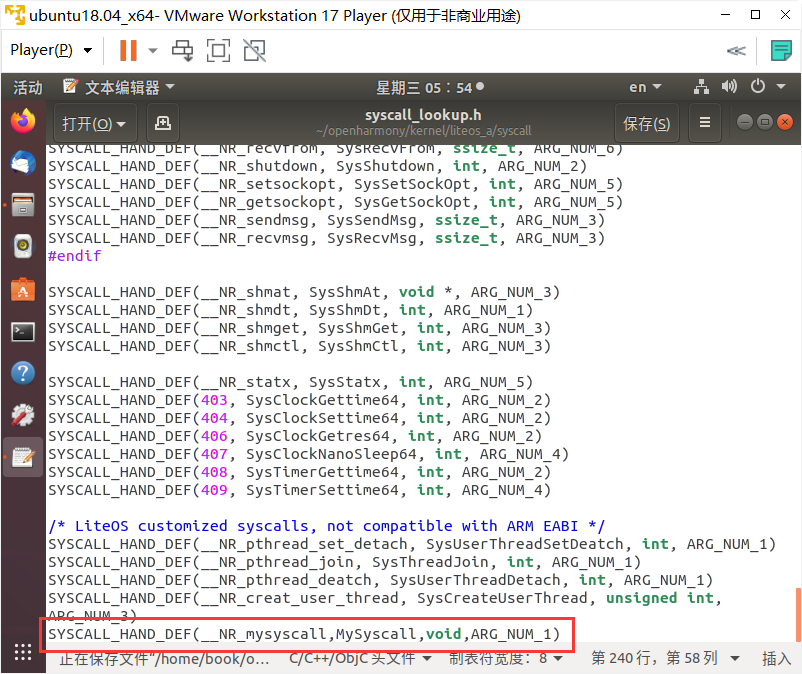 ubuntu18.04_x64- VMware Workstation 17 Player (仅用于非商业用途)
Player(P)
活动 文本编辑器 星期三 05：54 en
打开(O) syscall_lookup.h 保存(S)
~/openharmony/kernel/liteos_a/syscall
SYSCALL_HAND_DEF(__NR_recvfrom, SysRecvFrom, ssize_t, ARG_NUM_6)
SYSCALL_HAND_DEF(__NR_shutdown, SysShutdown, int, ARG_NUM_2)
SYSCALL_HAND_DEF(__NR_setsockopt, SysSetSockOpt, int, ARG_NUM_5)
SYSCALL_HAND_DEF(__NR_getsockopt, SysGetSockOpt, int, ARG_NUM_5)
SYSCALL_HAND_DEF(__NR_sendmsg, SysSendMsg, ssize_t, ARG_NUM_3)
SYSCALL_HAND_DEF(__NR_recvmsg, SysRecvMsg, ssize_t, ARG_NUM_3)
#endif
SYSCALL_HAND_DEF(__NR_shmat, SysShmAt, void *, ARG_NUM_3)
SYSCALL_HAND_DEF(__NR_shmdt, SysShmDt, int, ARG_NUM_1)
SYSCALL_HAND_DEF(__NR_shmget, SysShmGet, int, ARG_NUM_3)
SYSCALL_HAND_DEF(__NR_shmctl, SysShmCtl, int, ARG_NUM_3)
SYSCALL_HAND_DEF(__NR_statx, SysStatx, int, ARG_NUM_5)
SYSCALL_HAND_DEF(403, SysClockGettime64, int, ARG_NUM_2)
SYSCALL_HAND_DEF(404, SysClockSettime64, int, ARG_NUM_2)
SYSCALL_HAND_DEF(406, SysClockGetres64, int, ARG_NUM_2)
SYSCALL_HAND_DEF(407, SysClockNanoSleep64, int, ARG_NUM_4)
SYSCALL_HAND_DEF(408, SysTimerGettime64, int, ARG_NUM_2)
SYSCALL_HAND_DEF(409, SysTimerSettime64, int, ARG_NUM_4)
/* LiteOS customized syscalls, not compatible with ARM EABI */
SYSCALL_HAND_DEF(__NR_pthread_set_detach, SysUserThreadSetDeatch, int, ARG_NUM_1)
SYSCALL_HAND_DEF(__NR_pthread_join, SysThreadJoin, int, ARG_NUM_1)
SYSCALL_HAND_DEF(__NR_pthread_deatch, SysUserThreadDetach, int, ARG_NUM_1)
SYSCALL_HAND_DEF(__NR_creat_user_thread, SysCreateUserThread, unsigned int,
ARG_NUM_3)
SYSCALL_HAND_DEF(__NR_mysyscall,MySyscall,void,ARG_NUM_1)
正在保存文件“/home/book/o… C/C++/ObjC 头文件 制表符宽度：8 第 240 行，第 58 列 插入